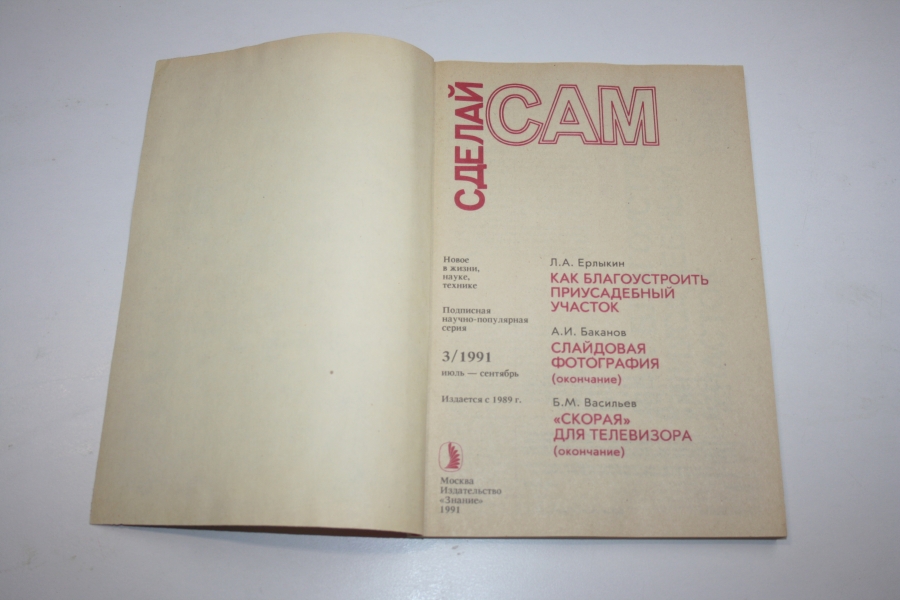 СДЕЛАЙ
САМ
Новое
в жизни,
науке,
технике
Подписная
научно-популярная
серия
3/1991
июль — сентябрь
Издается с 1989 г.
Москва
Издательство
«Знание»
1991
Л.А. Ерлыкин
КАК БЛАГОУСТРОИТЬ
ПРИУСАДЕБНЫЙ
УЧАСТОК
А.И. Баканов
СЛАЙДОВАЯ
ФОТОГРАФИЯ
(окончание)
Б.М. Васильев
«СКОРАЯ»
ДЛЯ ТЕЛЕВИЗОРА
(окончание)